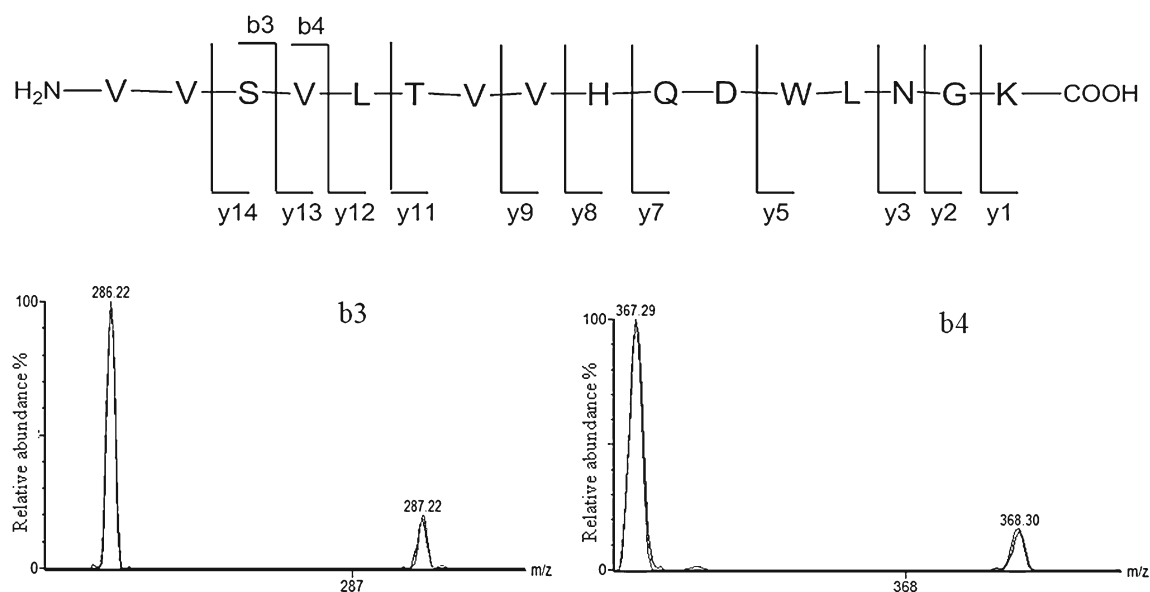 b3 b4
H₂N V V S V L T V V H Q D W L N G K COOH
y14 y13 y12 y11 y9 y8 y7 y5 y3 y2 y1
286.22
100
b3
Relative abundance %
287.22
0
287
m/z
367.29
100
b4
Relative abundance %
368.30
0
368
m/z